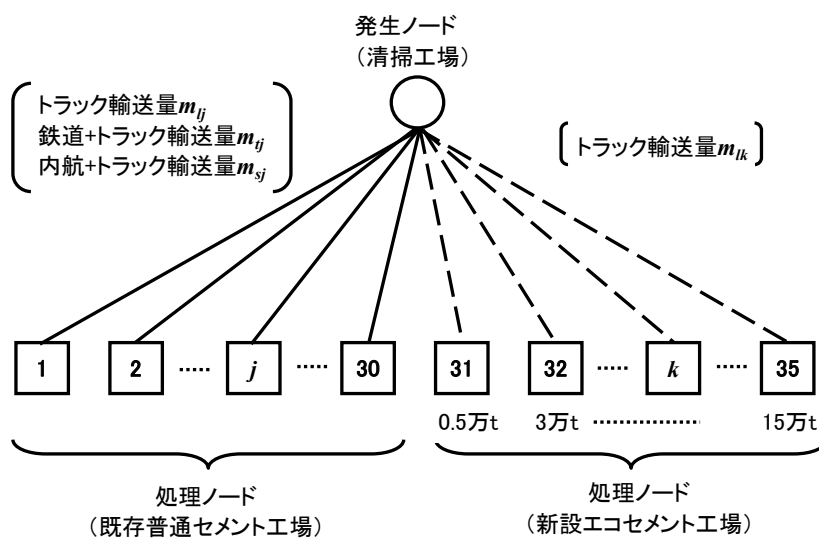 発生ノード
（清掃工場）
トラック輸送量mlj
鉄道+トラック輸送量mtj
内航+トラック輸送量msj
トラック輸送量mlk
1 2 ..... j ..... 30 31 32 ..... k ..... 35
0.5万t 3万t ..................... 15万t
処理ノード
（既存普通セメント工場）
処理ノード
（新設エコセメント工場）